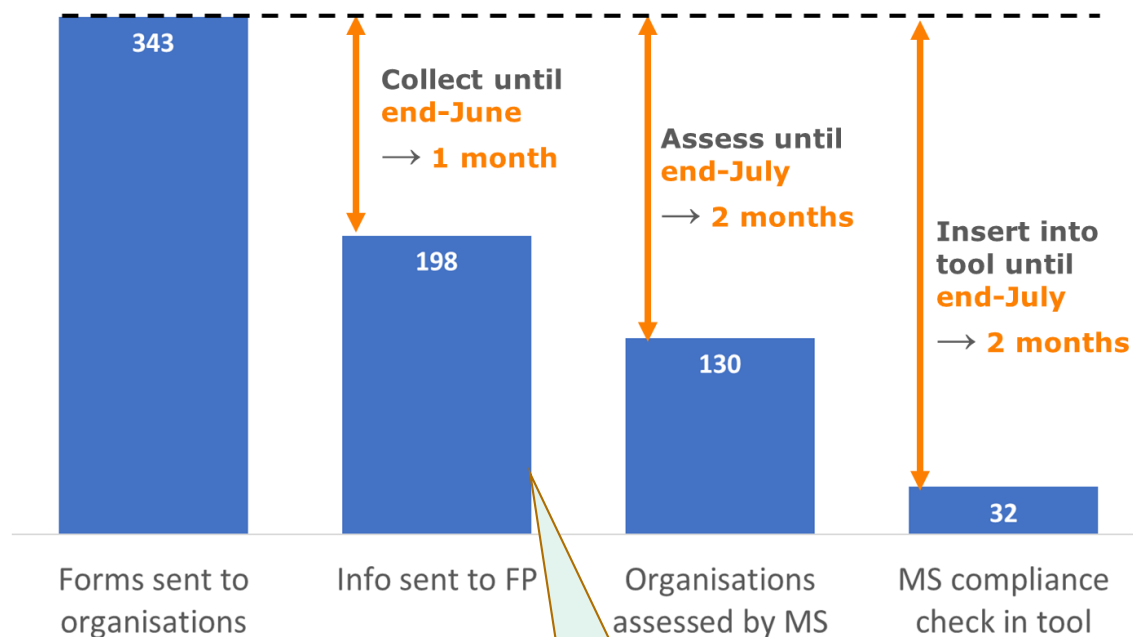 343
Collect until
end-June
→ 1 month
198
Assess until
end-July
→ 2 months
130
Insert into
tool until
end-July
→ 2 months
32
Forms sent to
organisations
Info sent to FP
Organisations
assessed by MS
MS compliance
check in tool